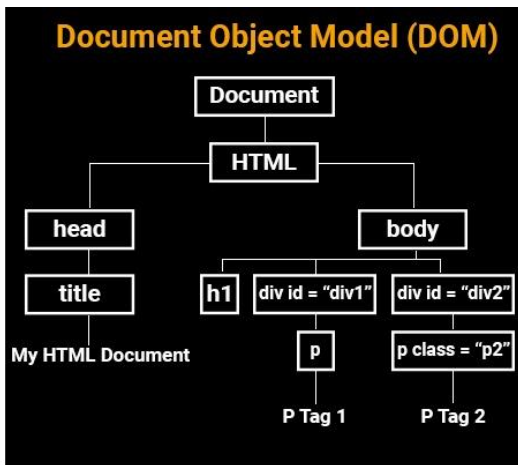 Document Object Model (DOM)
Document
HTML
head
body
title
h1
div id = “div1”
div id = “div2”
My HTML Document
p
p class = “p2”
P Tag 1
P Tag 2